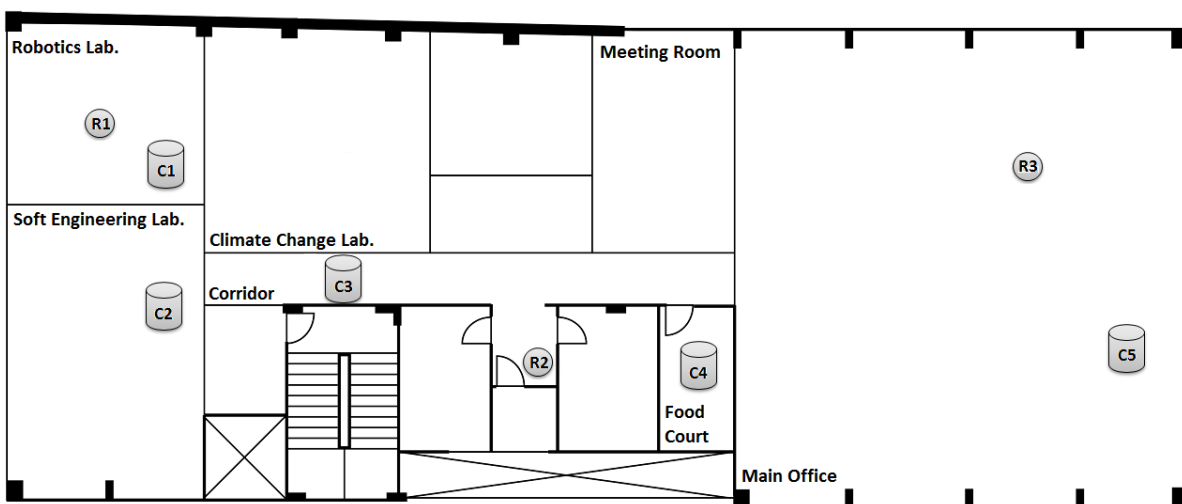 Robotics Lab.
Meeting Room
R1
C1
R3
Soft Engineering Lab.
Climate Change Lab.
Corridor
C3
C2
R2
C4
C5
Food
Court
Main Office